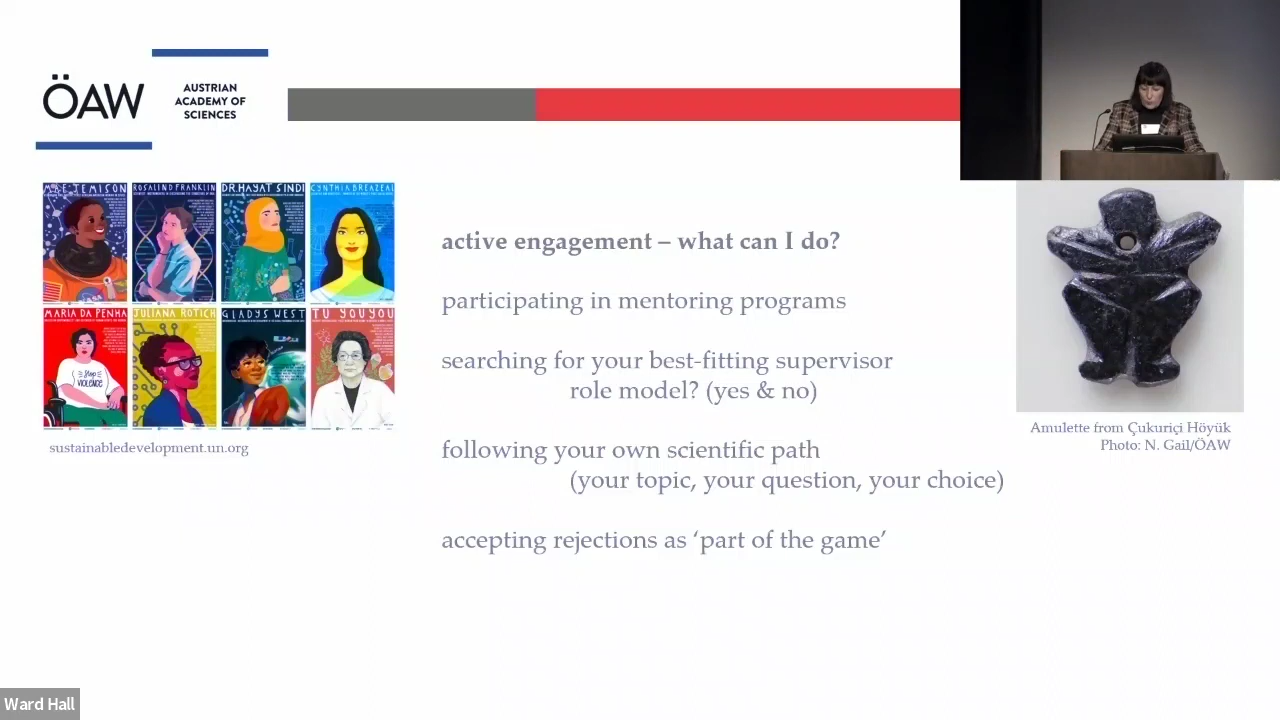 ÖAW
AUSTRIAN
ACADEMY OF
SCIENCES
MAE JEMISON
ROSALIND FRANKLIN
DR. HAYAT SINDI
CYNTHIA BREAZEAL
MARIA DA PENHA
JULIANA ROTICH
GLADYS WEST
TU YOUYOU
Stop
VIOLENCE
sustainabledevelopment.un.org
active engagement – what can I do?
participating in mentoring programs
searching for your best-fitting supervisor
role model? (yes & no)
following your own scientific path
(your topic, your question, your choice)
accepting rejections as ‘part of the game’
Amulette from Çukuriçi Höyük
Photo: N. Gail/ÖAW
Ward Hall